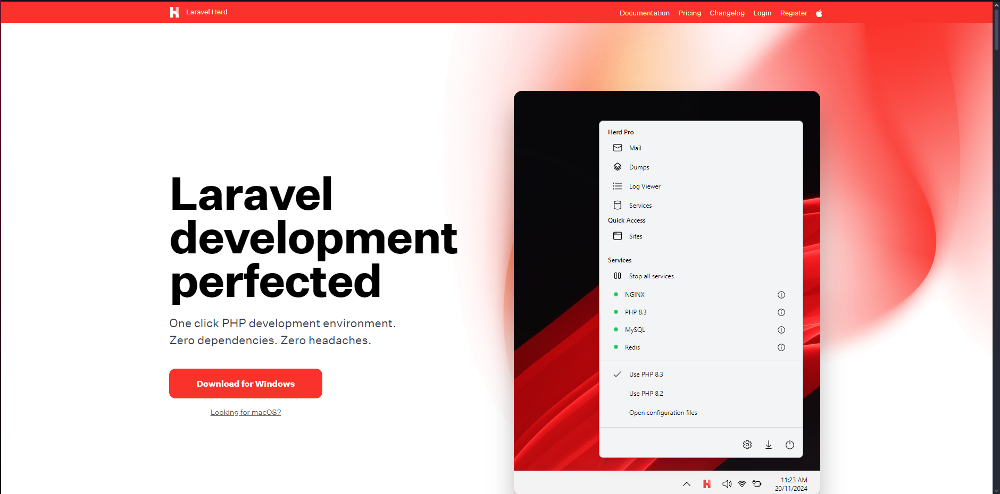 Laravel Herd
Documentation Pricing Changelog Login Register
Laravel
development
perfected
One click PHP development environment.
Zero dependencies. Zero headaches.
Download for Windows
Looking for macOS?
Herd Pro
Mail
Dumps
Log Viewer
Services
Quick Access
Sites
Services
Stop all services
NGINX
PHP 8.3
MySQL
Redis
Use PHP 8.3
Use PHP 8.2
Open configuration files
11:23 AM
20/11/2024